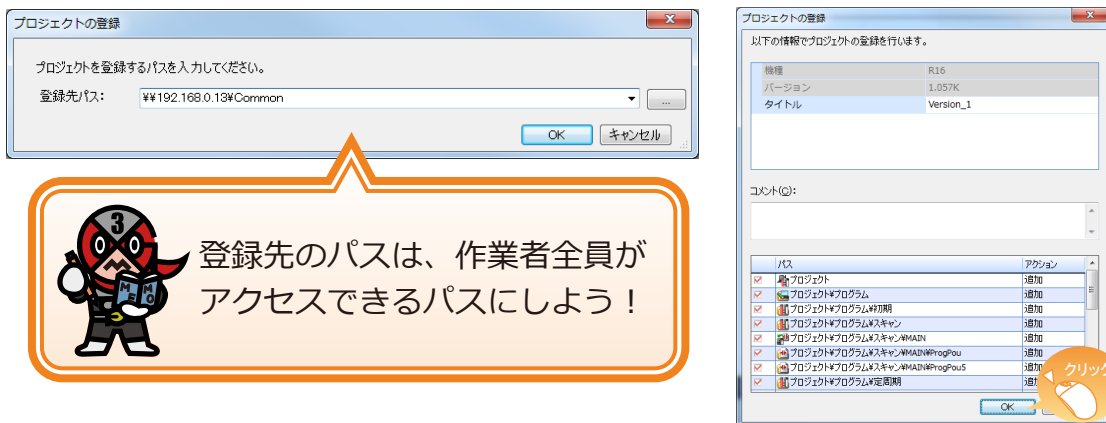 プロジェクトの登録
プロジェクトを登録するパスを入力してください。
登録先パス: ¥¥192.168.0.13¥Common
...
OK キャンセル
3
MEMO
登録先のパスは、作業者全員が
アクセスできるパスにしよう！
プロジェクトの登録
以下の情報でプロジェクトの登録を行います。
機種 R16
バージョン 1.057K
タイトル Version_1
コメント(O):
パス アクション
プロジェクト 追加
プロジェクト¥プログラム 追加
プロジェクト¥プログラム¥初期 追加
プロジェクト¥プログラム¥スキャン 追加
プロジェクト¥プログラム¥スキャン¥MAIN 追加
プロジェクト¥プログラム¥スキャン¥MAIN¥ProgPou 追加
プロジェクト¥プログラム¥スキャン¥MAIN¥ProgPou5 追加
プロジェクト¥プログラム¥定周期 追加
クリック
OK